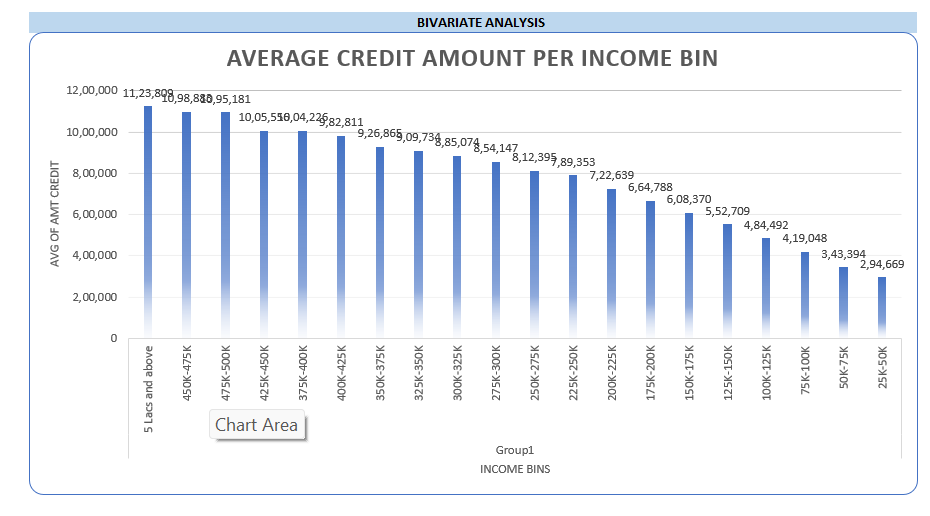 BIVARIATE ANALYSIS
AVERAGE CREDIT AMOUNT PER INCOME BIN
AVG OF AMT CREDIT
12,00,000
10,00,000
8,00,000
6,00,000
4,00,000
2,00,000
0
11,23,809
10,98,883
10,95,181
10,05,556
10,04,226
9,82,811
9,26,865
9,09,734
8,85,074
8,54,147
8,12,395
7,89,353
7,22,639
6,64,788
6,08,370
5,52,709
4,84,492
4,19,048
3,43,394
2,94,669
5 Lacs and above
450K-475K
475K-500K
425K-450K
375K-400K
400K-425K
350K-375K
325K-350K
300K-325K
275K-300K
250K-275K
225K-250K
200K-225K
175K-200K
150K-175K
125K-150K
100K-125K
75K-100K
50K-75K
25K-50K
Chart Area
Group1
INCOME BINS